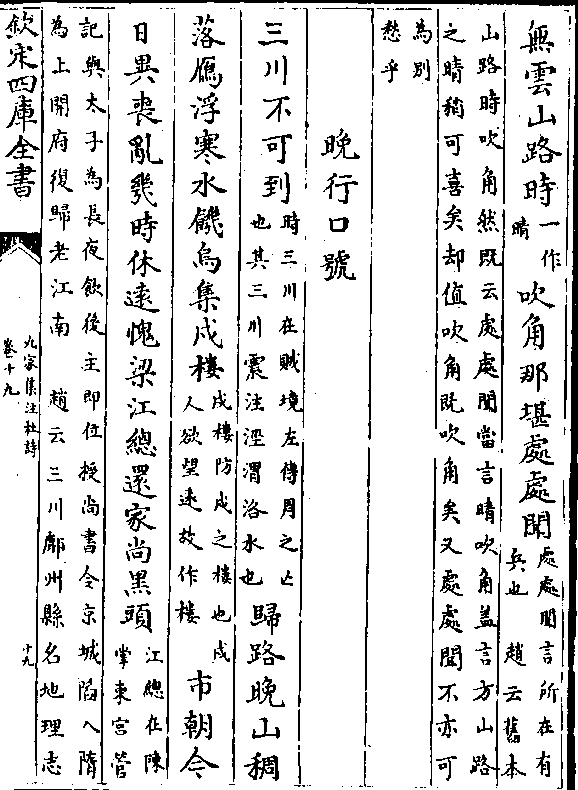 無雲山路時一作晴吹角那堪處處聞處處聞言所在有兵也　趙云舊本
山路時吹角然既云處處聞當言晴吹角盖言方山路
之晴稍可喜矣却值吹角既吹角矣又處處聞不亦可
為別
愁乎
晚行口號
三川不可到時三川在賊境左傳周之亡也其三川震注涇渭洛水也歸路晚山稠
落鴈浮寒水饑烏集戍樓戍樓防戍之樓也戍人欲望遠故作樓市朝今
日異喪亂幾時休遠愧梁江總還家尚黑頭江總在陳掌東宮管
記與太子為長夜飲後主即位授尚書令京城陷入隋
為上開府復歸老江南　趙云三川鄜州縣名地理志
欽定四庫全書
九家集注杜詩
卷十九
十九